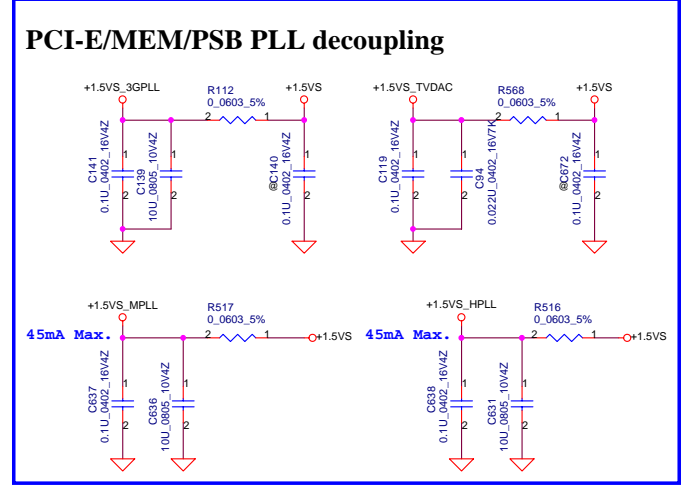 PCI-E/MEM/PSB PLL decoupling
+1.5VS_3GPLL
R112
0_0603_5%
+1.5VS
2
1
C141
0.1U_0402_16V4Z
1
2
C139
10U_0805_10V4Z
1
2
@C140
0.1U_0402_16V4Z
1
2
+1.5VS_TVDAC
R568
0_0603_5%
+1.5VS
2
1
C119
0.1U_0402_16V4Z
1
2
C94
0.022U_0402_16V7K
1
2
@C672
0.1U_0402_16V4Z
1
2
+1.5VS_MPLL
45mA Max.
R517
0_0603_5%
2
1
+1.5VS
C637
0.1U_0402_16V4Z
1
2
C636
10U_0805_10V4Z
1
2
+1.5VS_HPLL
45mA Max.
R516
0_0603_5%
2
1
+1.5VS
C638
0.1U_0402_16V4Z
1
2
C631
10U_0805_10V4Z
1
2